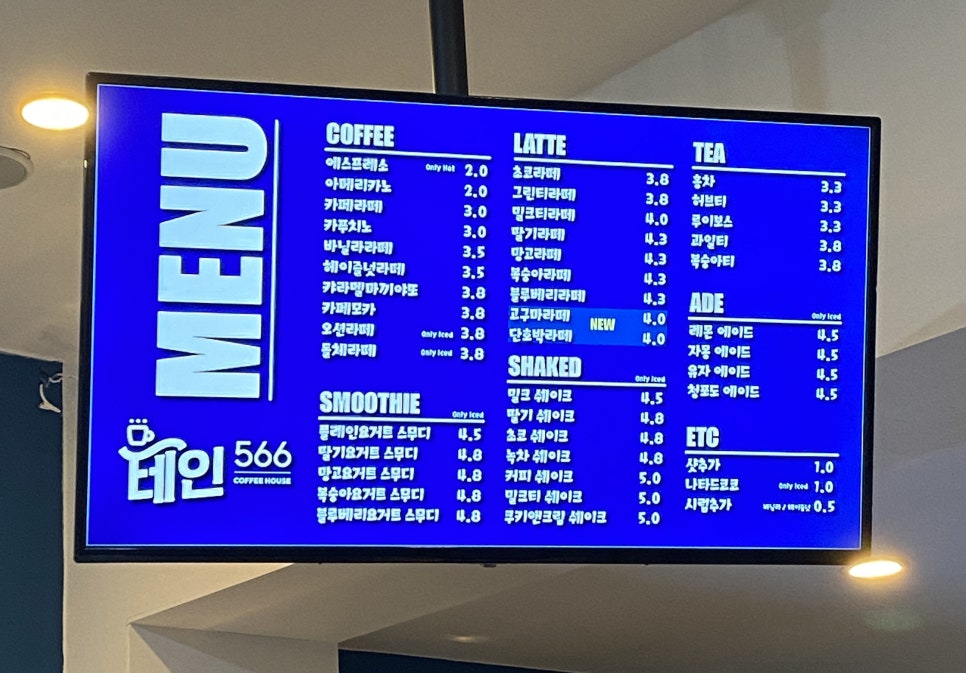 MENU
테인 566
COFFEE HOUSE
COFFEE
에스프레소 Only Hot 2.0
아메리카노 2.0
카페라떼 3.0
카푸치노 3.0
바닐라라떼 3.5
헤이즐넛라떼 3.5
캬라멜마끼아또 3.8
카페모카 3.8
오션라떼 Only Iced 3.8
돌체라떼 Only Iced 3.8
SMOOTHIE Only Iced
플레인요거트 스무디 4.5
딸기요거트 스무디 4.8
망고요거트 스무디 4.8
복숭아요거트 스무디 4.8
블루베리요거트 스무디 4.8
LATTE
초코라떼 3.8
그린티라떼 3.8
밀크티라떼 4.0
딸기라떼 4.3
망고라떼 4.3
복숭아라떼 4.3
블루베리라떼 4.3
고구마라떼 4.0
NEW
단호박라떼 4.0
SHAKED Only Iced
밀크 쉐이크 4.5
딸기 쉐이크 4.8
초코 쉐이크 4.8
녹차 쉐이크 4.8
커피 쉐이크 5.0
밀크티 쉐이크 5.0
쿠키앤크림 쉐이크 5.0
TEA
홍차 3.3
허브티 3.3
루이보스 3.3
과일티 3.8
복숭아티 3.8
ADE Only Iced
레몬 에이드 4.5
자몽 에이드 4.5
유자 에이드 4.5
청포도 에이드 4.5
ETC
샷추가 1.0
나타드코코 Only Iced 1.0
시럽추가 바닐라 / 헤이즐넛 0.5